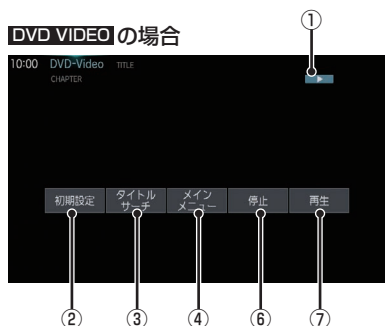 ①
DVD VIDEO の場合
10:00 DVD-Video TITLE
CHAPTER
初期設定 タイトルサーチ メインメニュー 停止 再生
② ③ ④ ⑥ ⑦